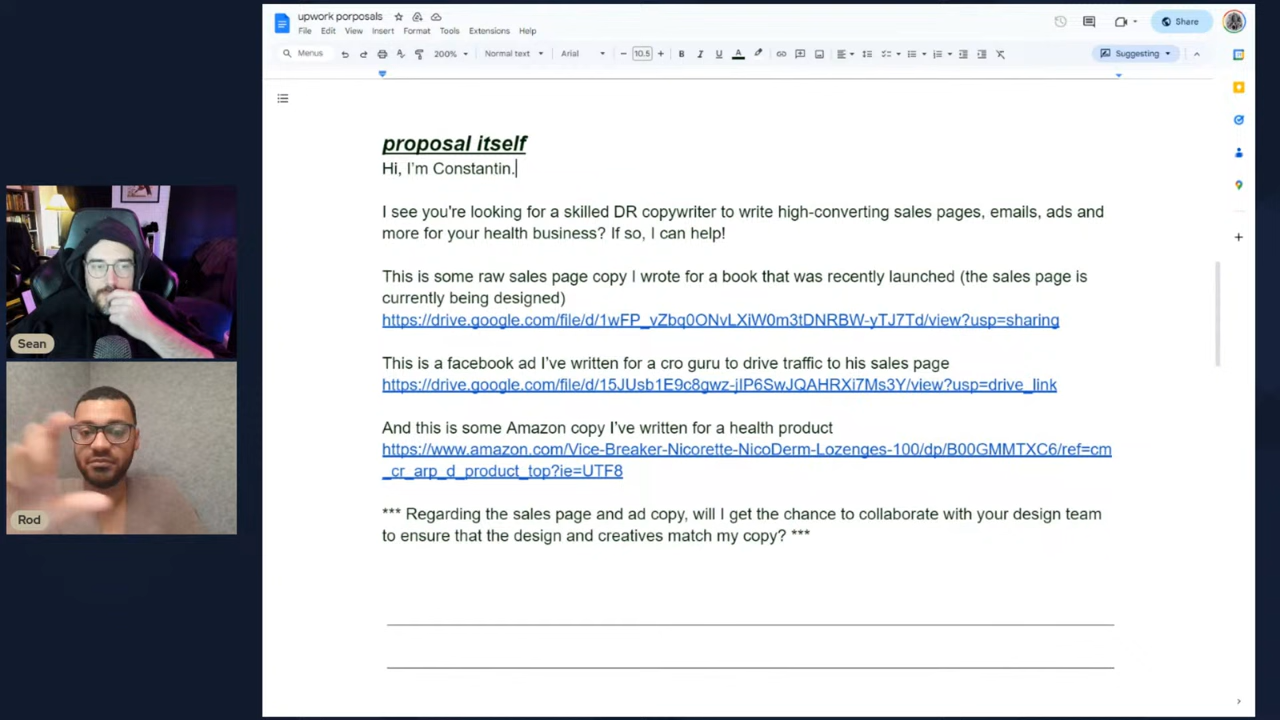 upwork porposals
File Edit View Insert Format Tools Extensions Help
Share
Menus
200%
Normal text
Arial
10.5
B I U A
Suggesting
proposal itself
Hi, I'm Constantin.
I see you're looking for a skilled DR copywriter to write high-converting sales pages, emails, ads and
more for your health business? If so, I can help!
This is some raw sales page copy I wrote for a book that was recently launched (the sales page is
currently being designed)
https://drive.google.com/file/d/1wFP_vZbq0ONvLXiW0m3tDNRBW-yTJ7Td/view?usp=sharing
This is a facebook ad I've written for a cro guru to drive traffic to his sales page
https://drive.google.com/file/d/15JUsb1E9c8gwz-jIP6SwJQAHRXi7Ms3Y/view?usp=drive_link
And this is some Amazon copy I've written for a health product
https://www.amazon.com/Vice-Breaker-Nicorette-NicoDerm-Lozenges-100/dp/B00GMMTXC6/ref=cm
_cr_arp_d_product_top?ie=UTF8
*** Regarding the sales page and ad copy, will I get the chance to collaborate with your design team
to ensure that the design and creatives match my copy? ***
Sean
Rod